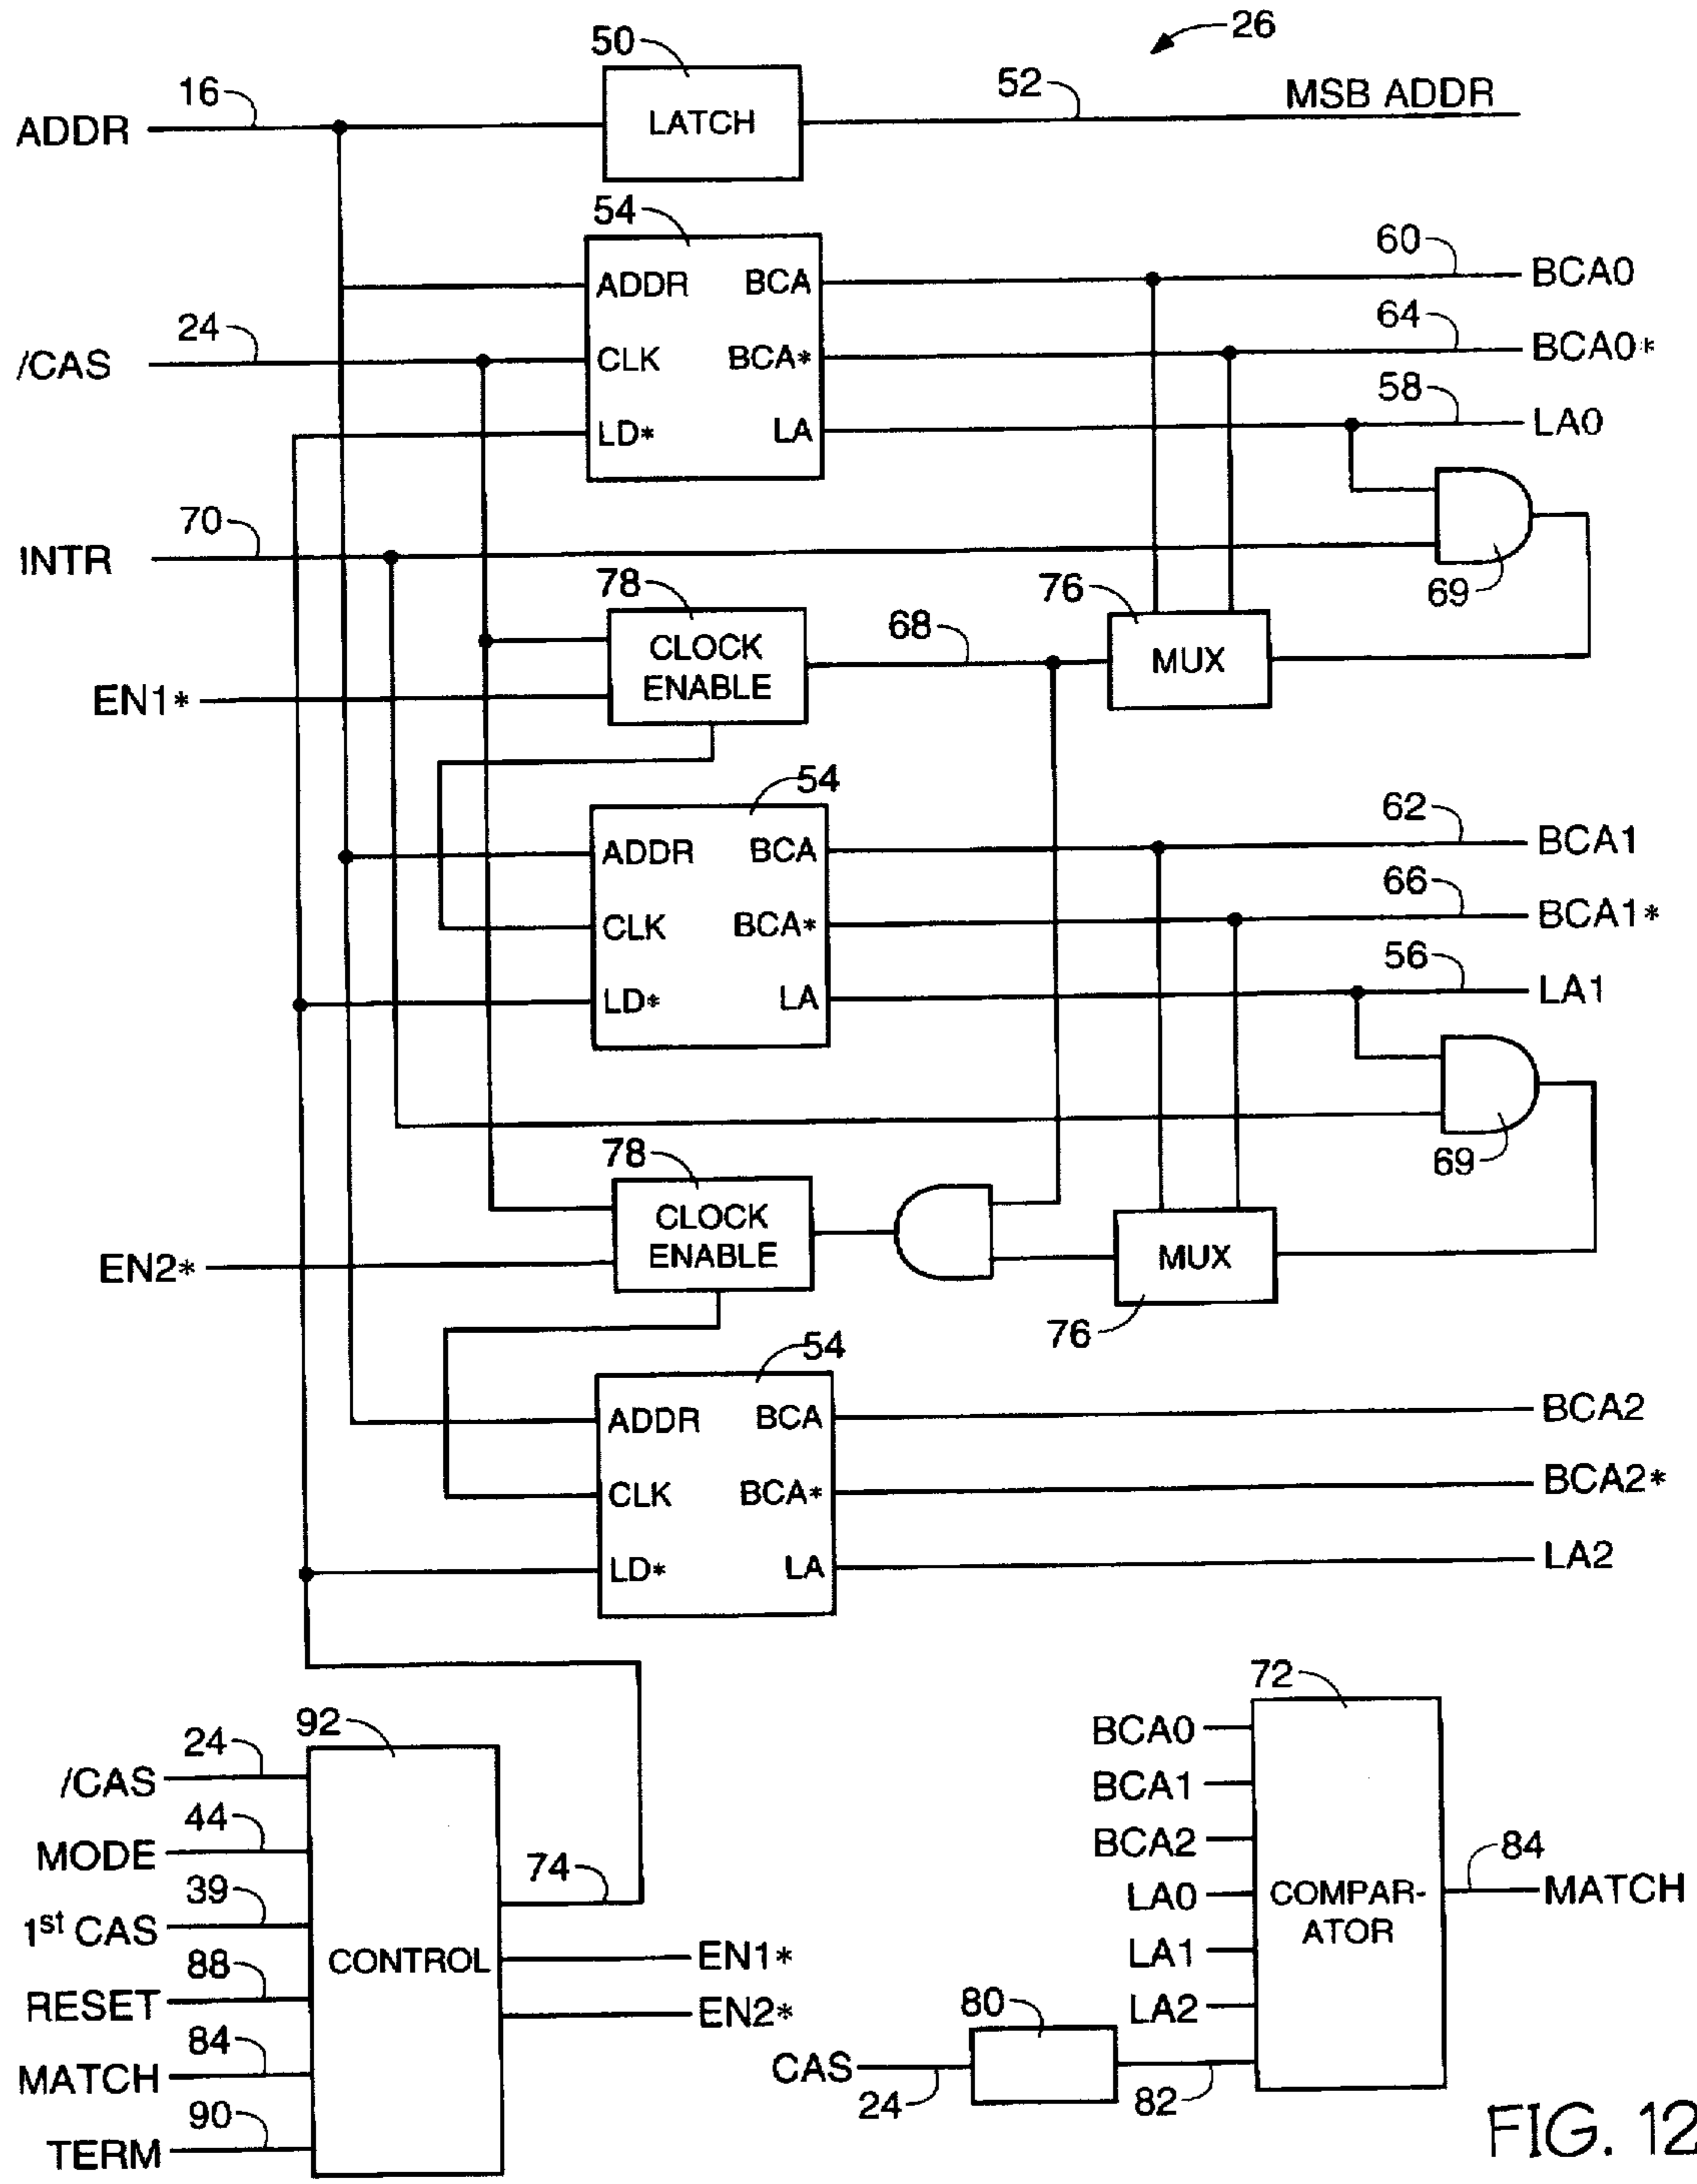 26
50
16
52
MSB ADDR
ADDR
LATCH
54
60
ADDR
BCA
BCA0
24
64
/CAS
CLK
BCA*
BCA0*
58
LD*
LA
LA0
70
INTR
78
76
69
68
CLOCK
ENABLE
MUX
EN1*
54
62
ADDR
BCA
BCA1
66
CLK
BCA*
BCA1*
56
LD*
LA
LA1
78
69
CLOCK
ENABLE
MUX
EN2*
76
54
ADDR
BCA
BCA2
CLK
BCA*
BCA2*
LD*
LA
LA2
92
24
/CAS
44
MODE
39
1st CAS
88
RESET
84
MATCH
90
TERM
CONTROL
74
EN1*
EN2*
72
BCA0
BCA1
BCA2
LA0
LA1
LA2
COMPAR-
ATOR
84
MATCH
80
CAS
24
82
FIG. 12